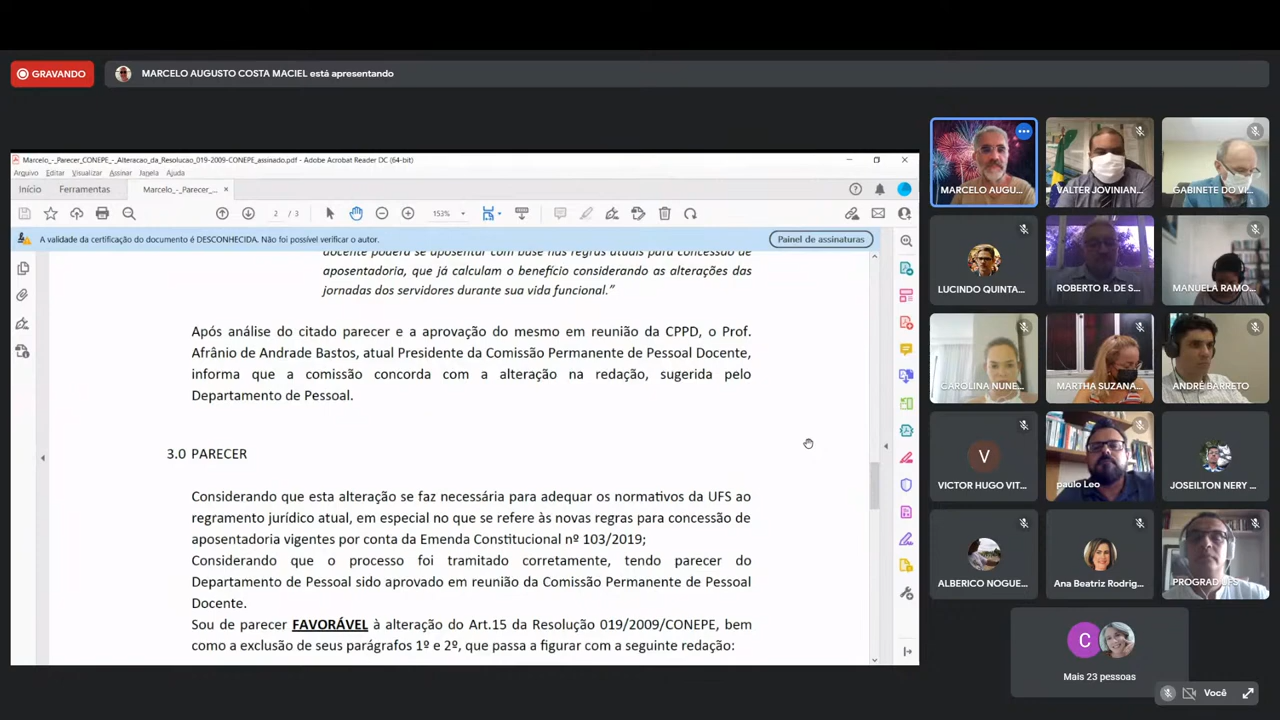 GRAVANDO
MARCELO AUGUSTO COSTA MACIEL está apresentando
Marcelo_-_Parecer_CONEPE_-_Alteracao_da_Resolucao_019-2009-CONEPE_assinado.pdf - Adobe Acrobat Reader DC (64-bit)
Arquivo Editar Visualizar Assinar Janela Ajuda
Início Ferramentas Marcelo_-_Parecer_... ×
2 / 3 153%
A validade da certificação do documento é DESCONHECIDA. Não foi possível verificar o autor.
Painel de assinaturas
docente poderá se aposentar com base nas regras atuais para concessão de
aposentadoria, que já calculam o benefício considerando as alterações das
jornadas dos servidores durante sua vida funcional.”
Após análise do citado parecer e a aprovação do mesmo em reunião da CPPD, o Prof.
Afrânio de Andrade Bastos, atual Presidente da Comissão Permanente de Pessoal Docente,
informa que a comissão concorda com a alteração na redação, sugerida pelo
Departamento de Pessoal.
3.0 PARECER
Considerando que esta alteração se faz necessária para adequar os normativos da UFS ao
regramento jurídico atual, em especial no que se refere às novas regras para concessão de
aposentadoria vigentes por conta da Emenda Constitucional nº 103/2019;
Considerando que o processo foi tramitado corretamente, tendo parecer do
Departamento de Pessoal sido aprovado em reunião da Comissão Permanente de Pessoal
Docente.
Sou de parecer FAVORÁVEL à alteração do Art.15 da Resolução 019/2009/CONEPE, bem
como a exclusão de seus parágrafos 1º e 2º, que passa a figurar com a seguinte redação:
MARCELO AUGU...
VALTER JOVINIAN...
GABINETE DO VI...
LUCINDO QUINTA...
ROBERTO R. DE S...
MANUELA RAMO...
CAROLINA NUNE...
MARTHA SUZANA...
ANDRÉ BARRETO
V
VICTOR HUGO VIT...
paulo Leo
JOSEILTON NERY ...
ALBERICO NOGUE...
Ana Beatriz Rodrig...
PROGRAD UFS
C
Mais 23 pessoas
Você